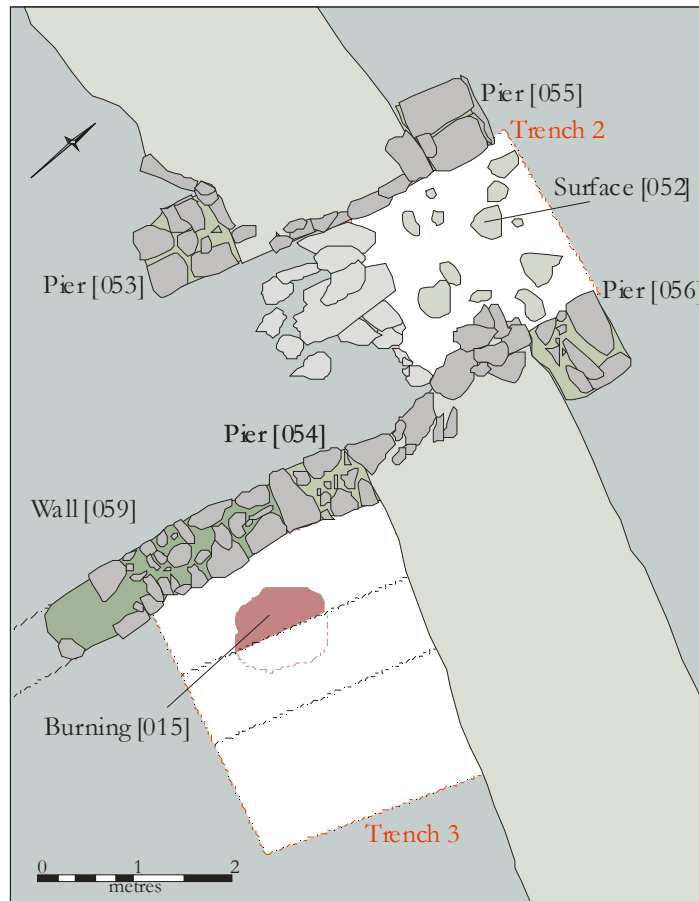 Pier [055]
Trench 2
Surface [052]
Pier [053]
Pier [056]
Pier [054]
Wall [059]
Burning [015]
Trench 3
0 1 2
metres